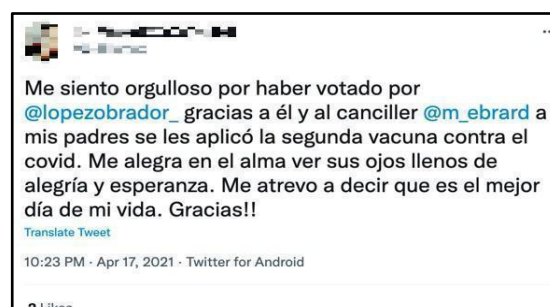 Me siento orgulloso por haber votado por
@lopezobrador_ gracias a él y al canciller @m_ebrard a
mis padres se les aplicó la segunda vacuna contra el
covid. Me alegra en el alma ver sus ojos llenos de
alegría y esperanza. Me atrevo a decir que es el mejor
día de mi vida. Gracias!!
Translate Tweet
10:23 PM · Apr 17, 2021 · Twitter for Android
2 Likes